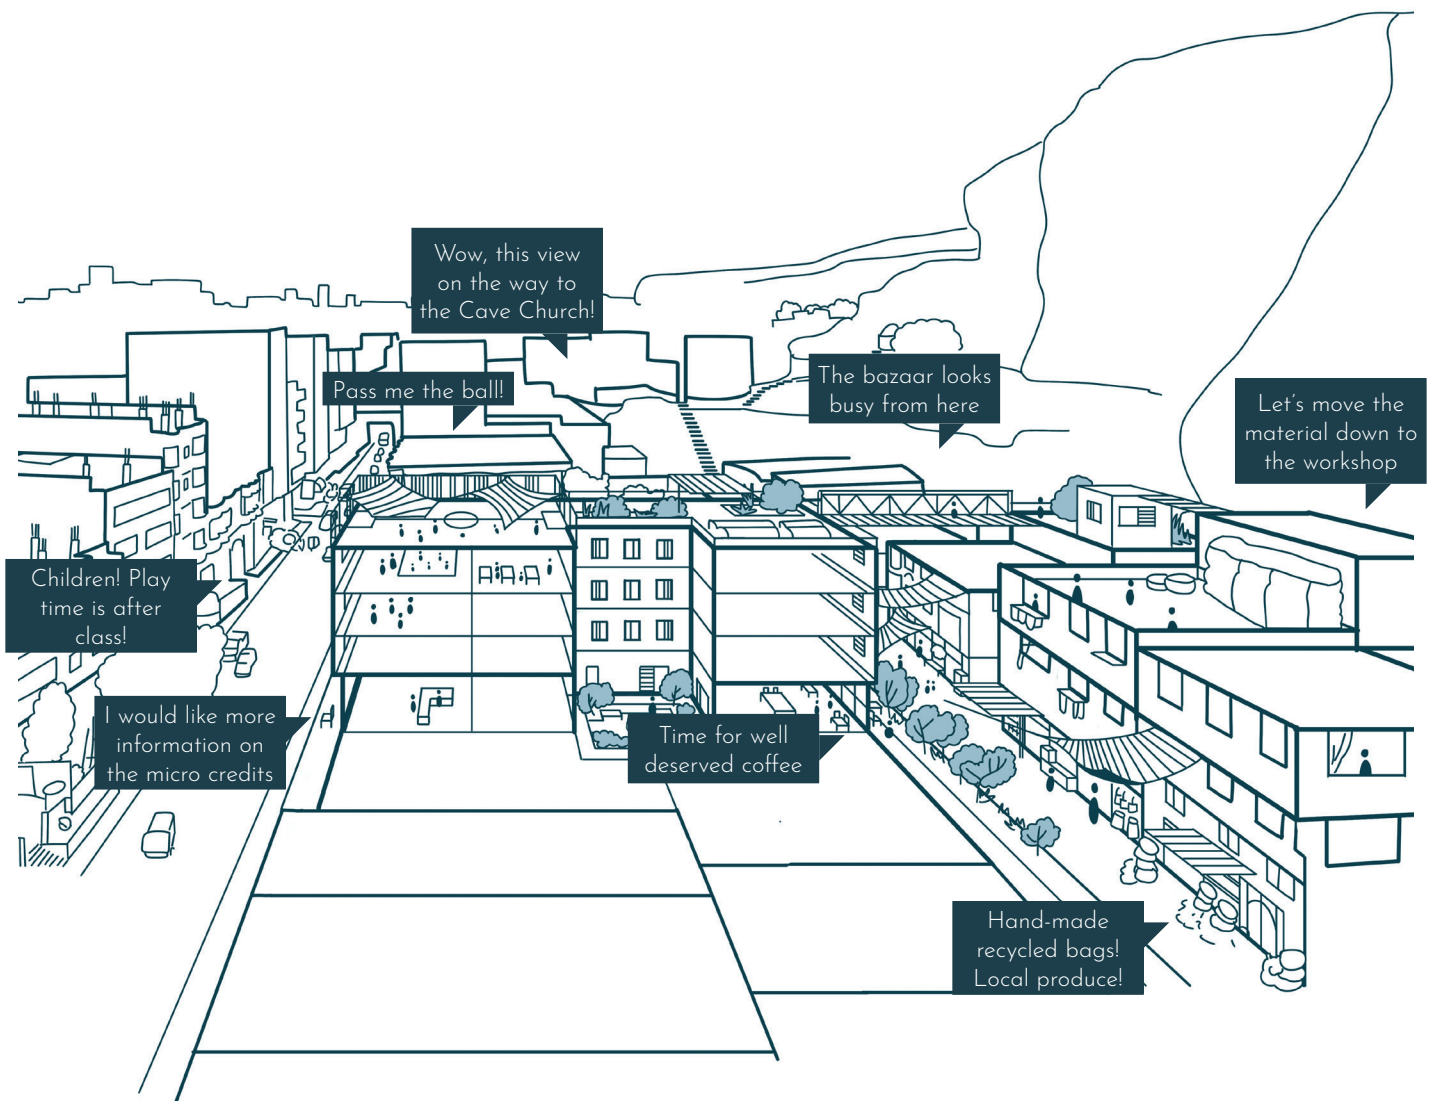 Wow, this view
on the way to
the Cave Church!
Pass me the ball!
The bazaar looks
busy from here
Let's move the
material down to
the workshop
Children! Play
time is after
class!
I would like more
information on
the micro credits
Time for well
deserved coffee
Hand-made
recycled bags!
Local produce!